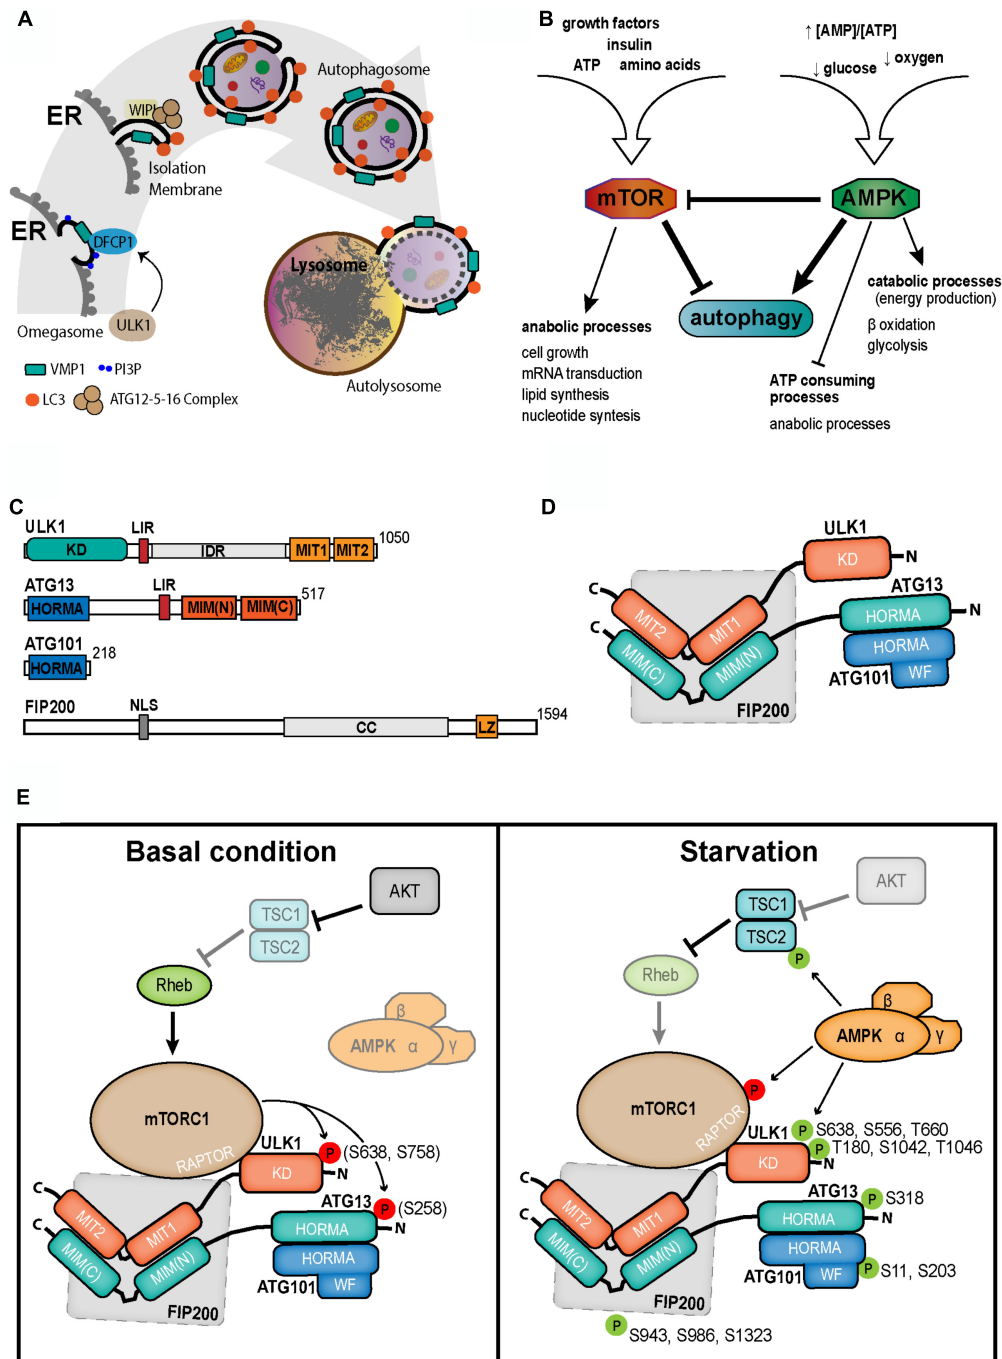 A
ER
WIPI
Isolation
Membrane
Autophagosome
ER
DFCP1
Omegasome
ULK1
Lysosome
Autolysosome
VMP1
PI3P
LC3
ATG12-5-16 Complex
B
growth factors
insulin
ATP
amino acids
↑ [AMP]/[ATP]
↓ glucose
↓ oxygen
mTOR
AMPK
autophagy
anabolic processes
cell growth
mRNA transduction
lipid synthesis
nucleotide syntesis
catabolic processes
(energy production)
β oxidation
glycolysis
ATP consuming
processes
anabolic processes
C
ULK1
LIR
1050
KD
IDR
MIT1
MIT2
ATG13
LIR
517
HORMA
MIM(N)
MIM(C)
ATG101
218
HORMA
FIP200
NLS
1594
CC
LZ
D
ULK1
KD
N
ATG13
C
MIT2
MIT1
HORMA
N
C
MIM(C)
MIM(N)
HORMA
ATG101
WF
FIP200
E
Basal condition
AKT
TSC1
TSC2
Rheb
β
AMPK α
γ
mTORC1
RAPTOR
ULK1
P
(S638, S758)
KD
N
C
MIT2
MIT1
ATG13
P
(S258)
C
HORMA
N
MIM(C)
MIM(N)
HORMA
ATG101
WF
FIP200
Starvation
AKT
TSC1
TSC2
P
Rheb
β
AMPK α
γ
mTORC1
P
RAPTOR
ULK1
P
S638, S556, T660
P
T180, S1042, T1046
KD
N
C
MIT2
MIT1
ATG13
P
S318
C
HORMA
N
MIM(C)
MIM(N)
HORMA
P
S11, S203
ATG101
WF
FIP200
P
S943, S986, S1323